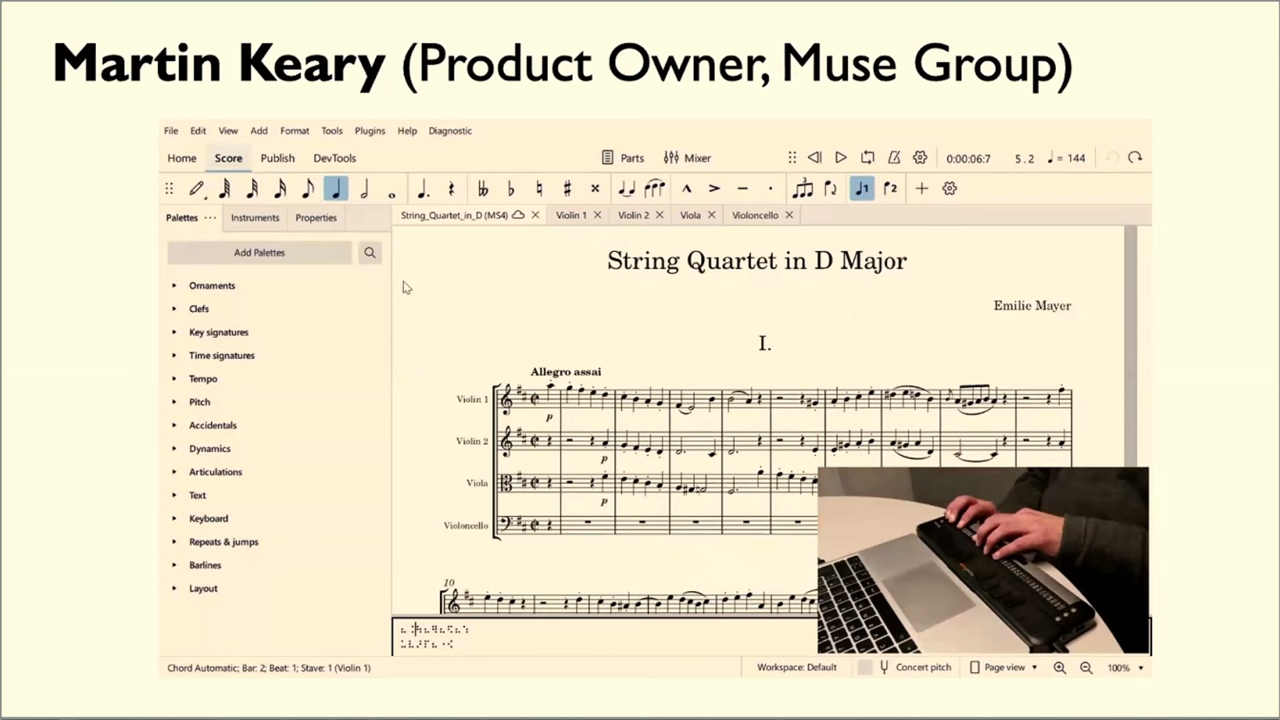 Martin Keary (Product Owner, Muse Group)
File Edit View Add Format Tools Plugins Help Diagnostic
Home Score Publish DevTools Parts Mixer 0:00:06:7 5 . 2 = 144
Palettes ... Instruments Properties String_Quartet_in_D (MS4) Violin 1 Violin 2 Viola Violoncello
Add Palettes
Ornaments
Clefs
Key signatures
Time signatures
Tempo
Pitch
Accidentals
Dynamics
Articulations
Text
Keyboard
Repeats & jumps
Barlines
Layout
String Quartet in D Major
Emilie Mayer
I.
Allegro assai
Violin 1
p
Violin 2
p
Viola
p
Violoncello
10
Chord Automatic; Bar: 2; Beat: 1; Stave: 1 (Violin 1) Workspace: Default Concert pitch Page view 100%